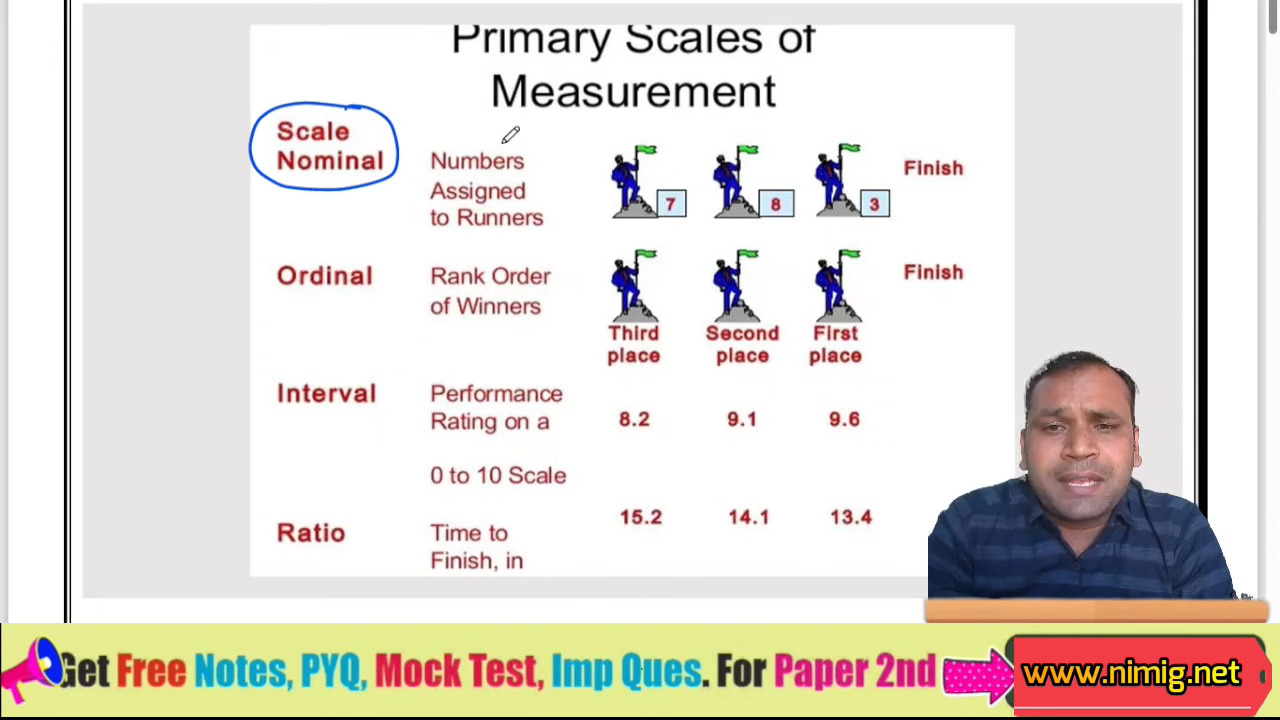 Primary Scales of
Measurement
Scale
Nominal
Numbers
Assigned
to Runners
7
8
3
Finish
Ordinal
Rank Order
of Winners
Finish
Third
place
Second
place
First
place
Interval
Performance
Rating on a
0 to 10 Scale
8.2
9.1
9.6
Ratio
Time to
Finish, in
15.2
14.1
13.4
Get Free Notes, PYQ, Mock Test, Imp Ques. For Paper 2nd
www.nimig.net